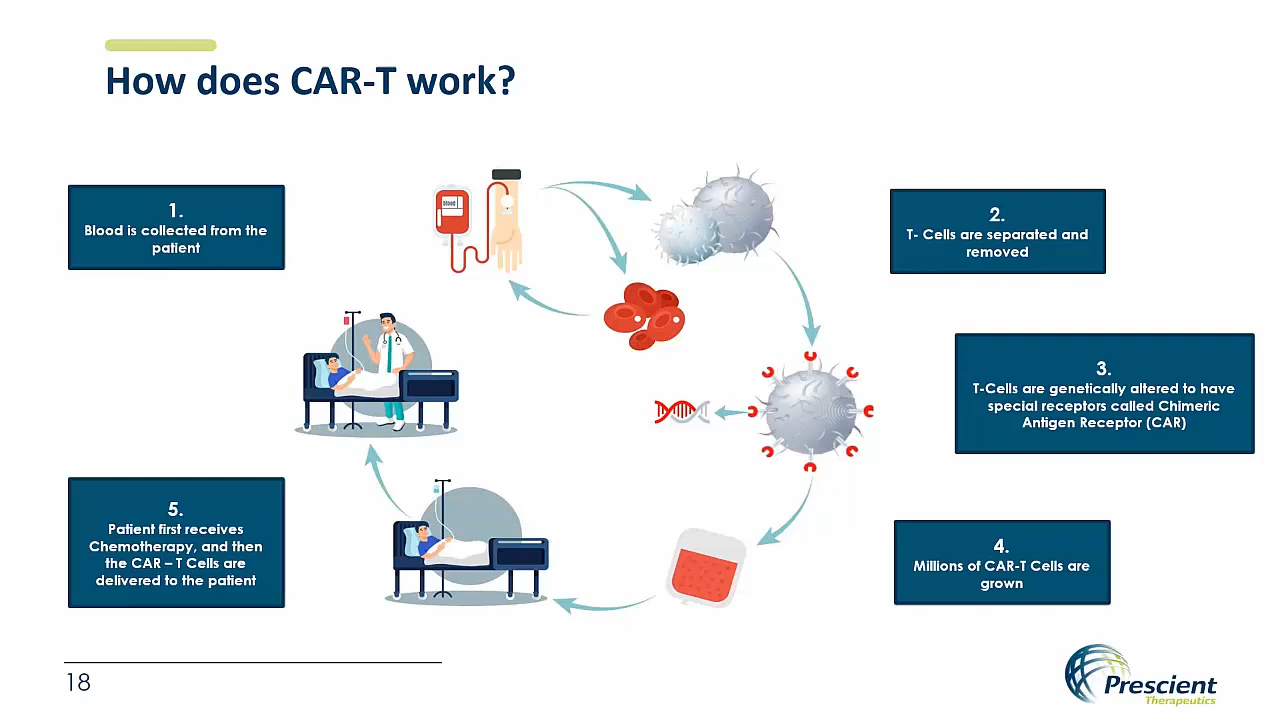 How does CAR-T work?
1.
Blood is collected from the
patient
Blood
2.
T- Cells are separated and
removed
3.
T-Cells are genetically altered to have
special receptors called Chimeric
Antigen Receptor (CAR)
4.
Millions of CAR-T Cells are
grown
5.
Patient first receives
Chemotherapy, and then
the CAR – T Cells are
delivered to the patient
18
Prescient
Therapeutics